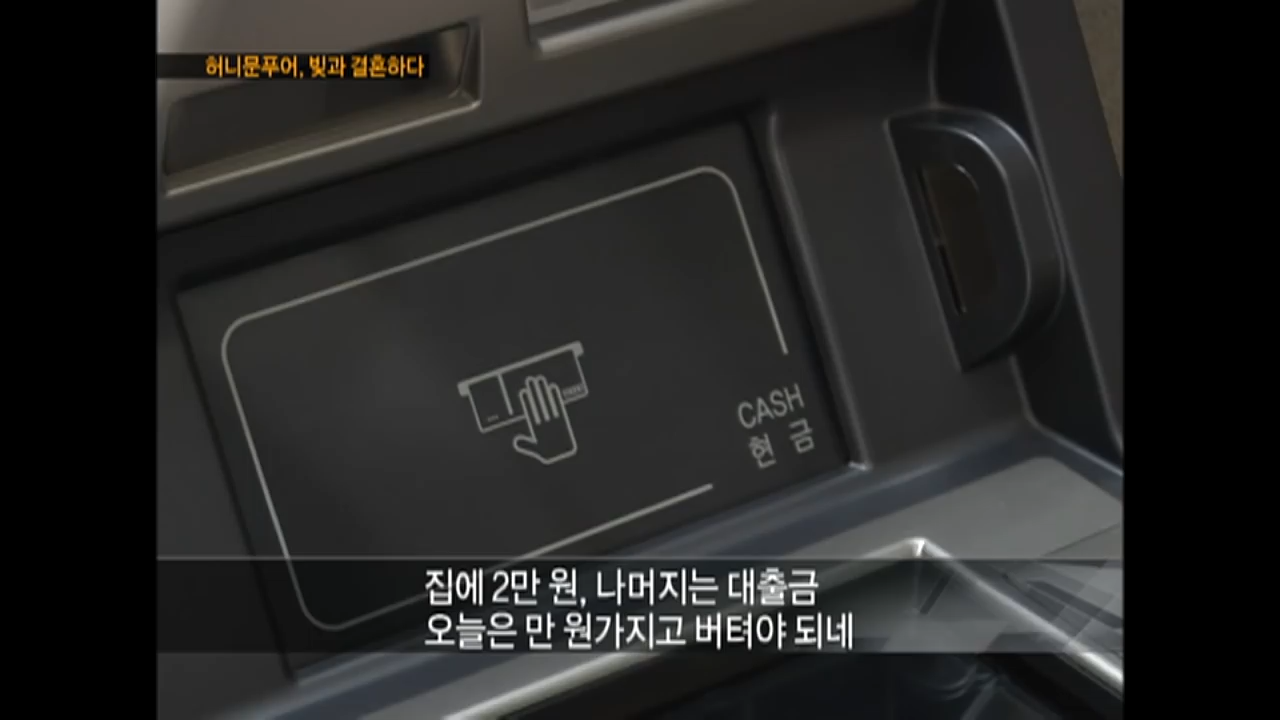 허니문푸어, 빚과 결혼하다
CASH
현 금
집에 2만 원, 나머지는 대출금
오늘은 만 원가지고 버텨야 되네